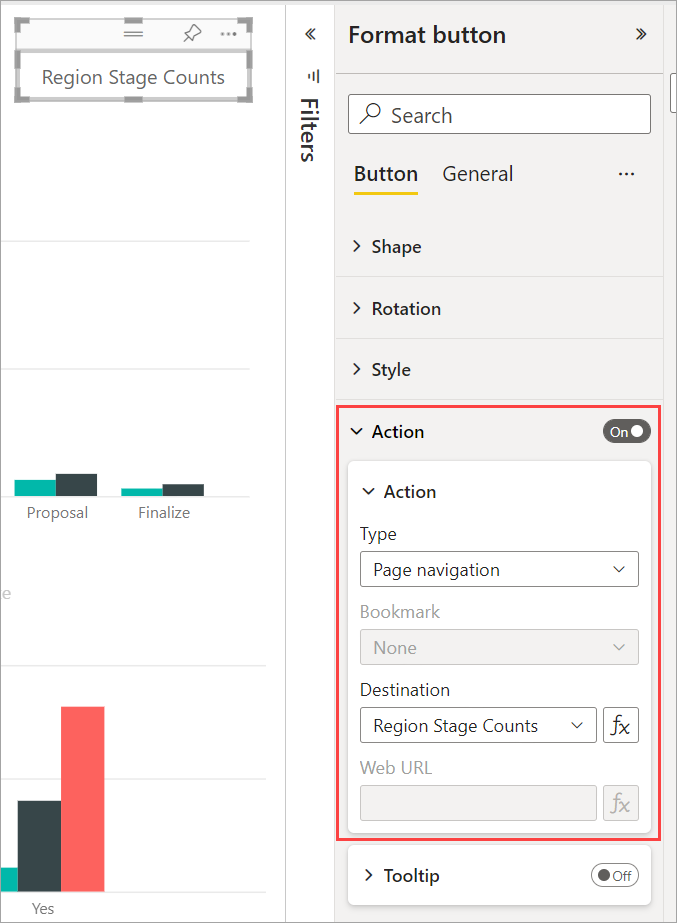 Region Stage Counts
Proposal
Finalize
e
Yes
Filters
Format button
Search
Button General
Shape
Rotation
Style
Action On
Action
Type
Page navigation
Bookmark
None
Destination
Region Stage Counts fx
Web URL
fx
Tooltip Off